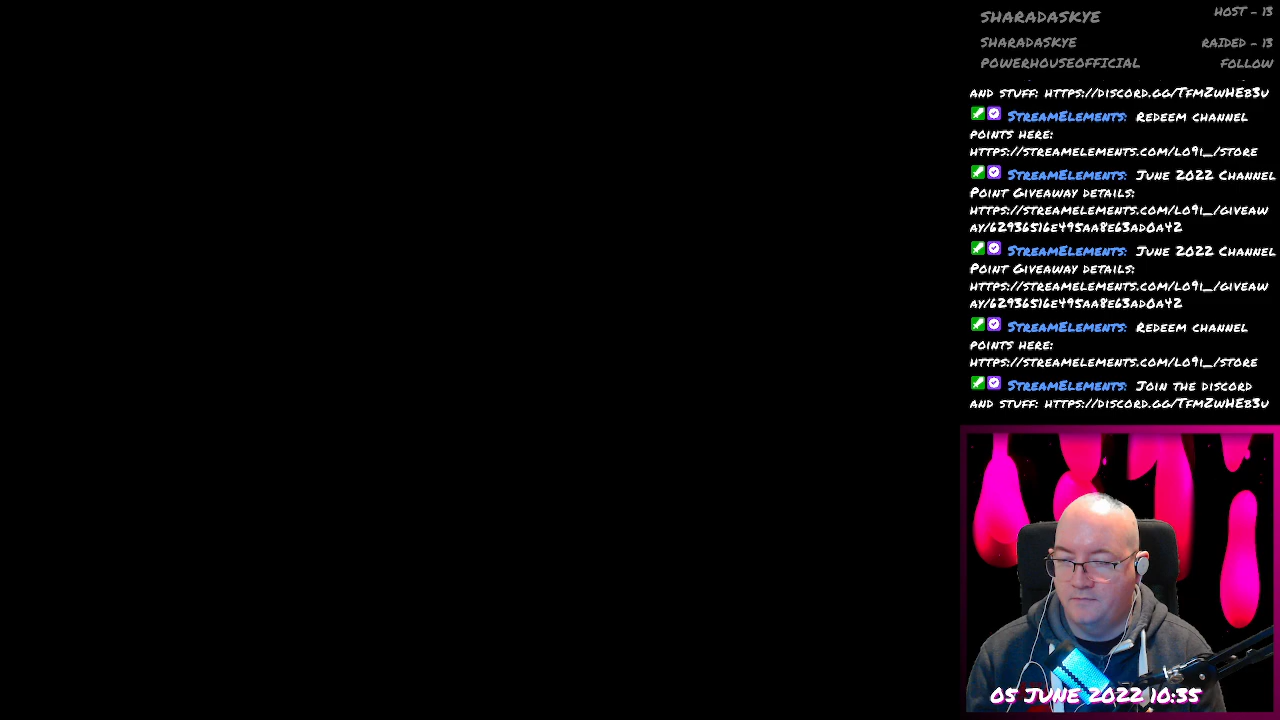 SHARADASKYE HOST - 13
SHARADASKYE RAIDED - 13
POWERHOUSEOFFICIAL FOLLOW
AND STUFF: HTTPS://DISCORD.GG/TFMZWHEB3U
STREAMELEMENTS: REDEEM CHANNEL
POINTS HERE:
HTTPS://STREAMELEMENTS.COM/LO9I_/STORE
STREAMELEMENTS: JUNE 2022 CHANNEL
POINT GIVEAWAY DETAILS:
HTTPS://STREAMELEMENTS.COM/LO9I_/GIVEAW
AY/62936516E495AA8E63AD0A42
STREAMELEMENTS: JUNE 2022 CHANNEL
POINT GIVEAWAY DETAILS:
HTTPS://STREAMELEMENTS.COM/LO9I_/GIVEAW
AY/62936516E495AA8E63AD0A42
STREAMELEMENTS: REDEEM CHANNEL
POINTS HERE:
HTTPS://STREAMELEMENTS.COM/LO9I_/STORE
STREAMELEMENTS: JOIN THE DISCORD
AND STUFF: HTTPS://DISCORD.GG/TFMZWHEB3U
05 JUNE 2022 10:35